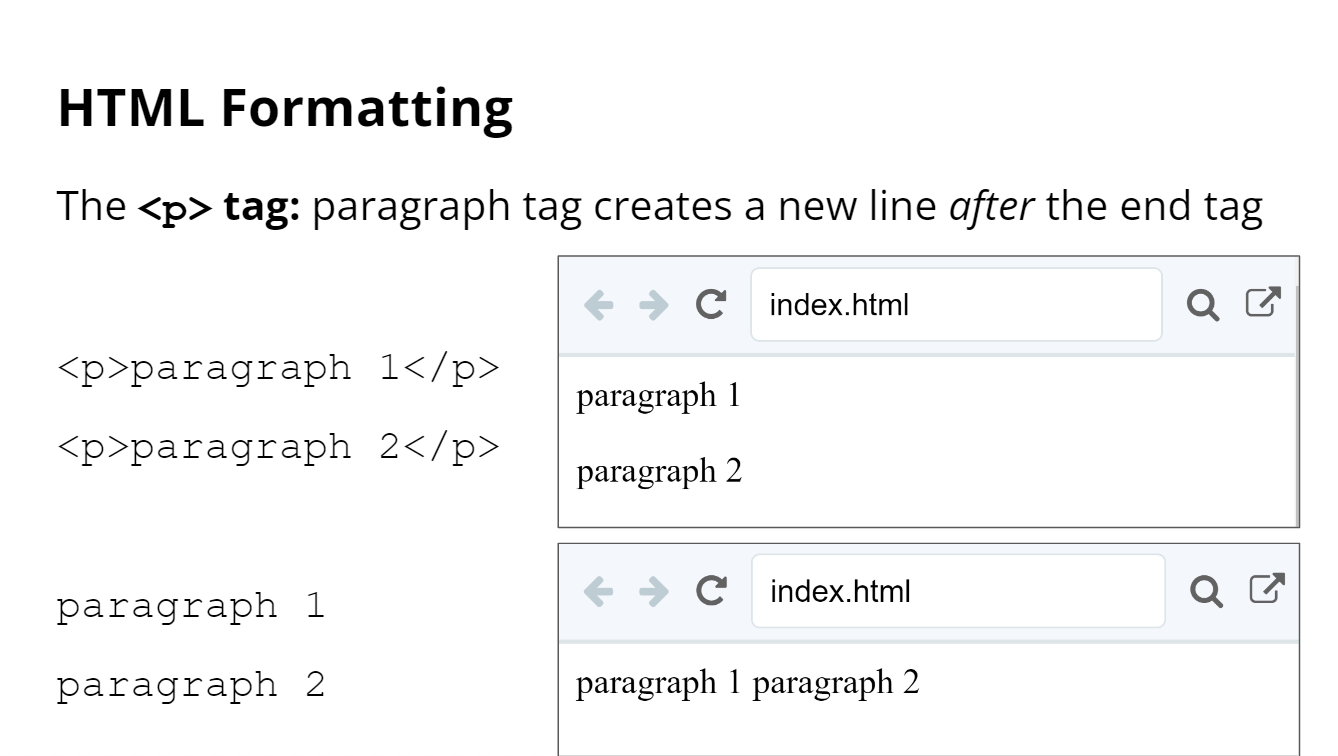 HTML Formatting
The <p> tag: paragraph tag creates a new line after the end tag
<p>paragraph 1</p>
<p>paragraph 2</p>
index.html
paragraph 1
paragraph 2
paragraph 1
paragraph 2
index.html
paragraph 1 paragraph 2